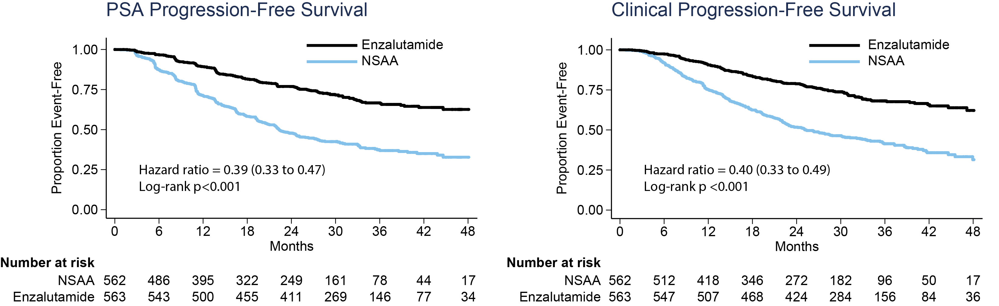 PSA Progression-Free Survival
Proportion Event-Free
1.00
0.75
0.50
0.25
0.00
Enzalutamide
NSAA
Hazard ratio = 0.39 (0.33 to 0.47)
Log-rank p<0.001
0 6 12 18 24 30 36 42 48
Months
Number at risk
NSAA 562 486 395 322 249 161 78 44 17
Enzalutamide 563 543 500 455 411 269 146 77 34
Clinical Progression-Free Survival
Proportion Event-Free
1.00
0.75
0.50
0.25
0.00
Enzalutamide
NSAA
Hazard ratio = 0.40 (0.33 to 0.49)
Log-rank p <0.001
0 6 12 18 24 30 36 42 48
Months
Number at risk
NSAA 562 512 418 346 272 182 96 50 17
Enzalutamide 563 547 507 468 424 284 156 84 36